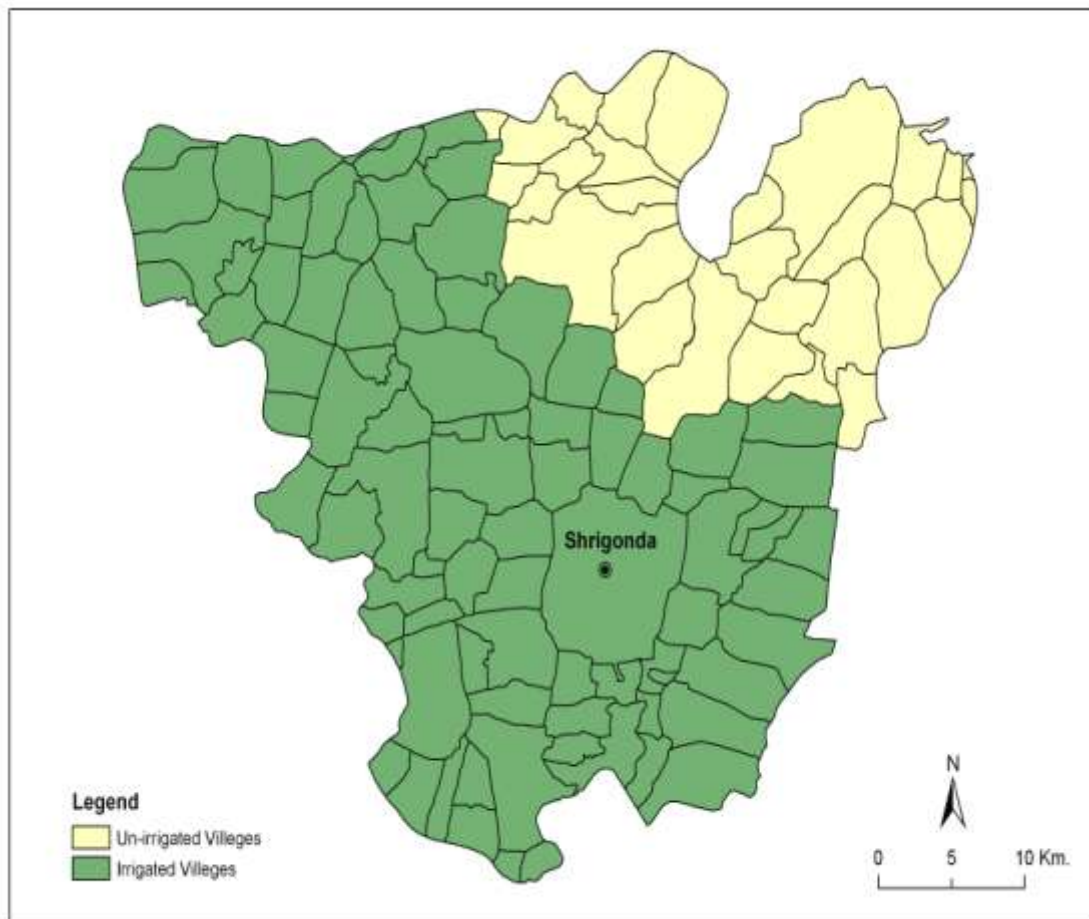 Shrigonda
Legend
Un-irrigated Villeges
Irrigated Villeges
N
0 5 10 Km.